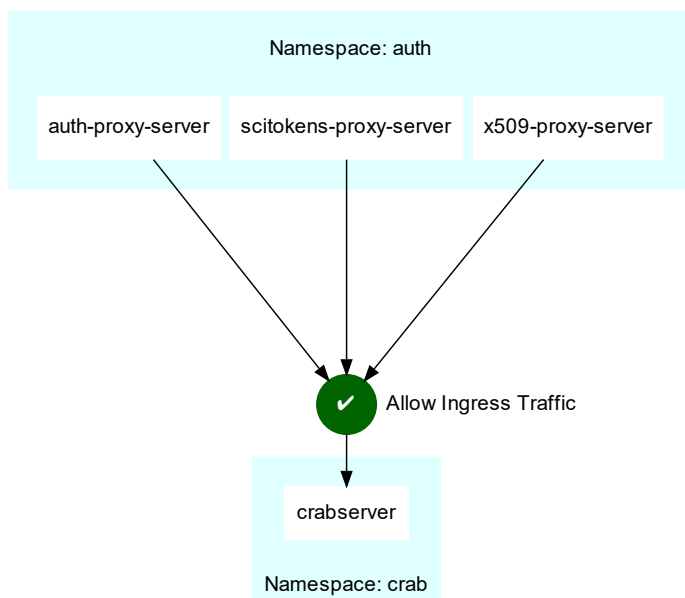 Namespace: auth
auth-proxy-server
scitokens-proxy-server
x509-proxy-server
✔
Allow Ingress Traffic
crabserver
Namespace: crab